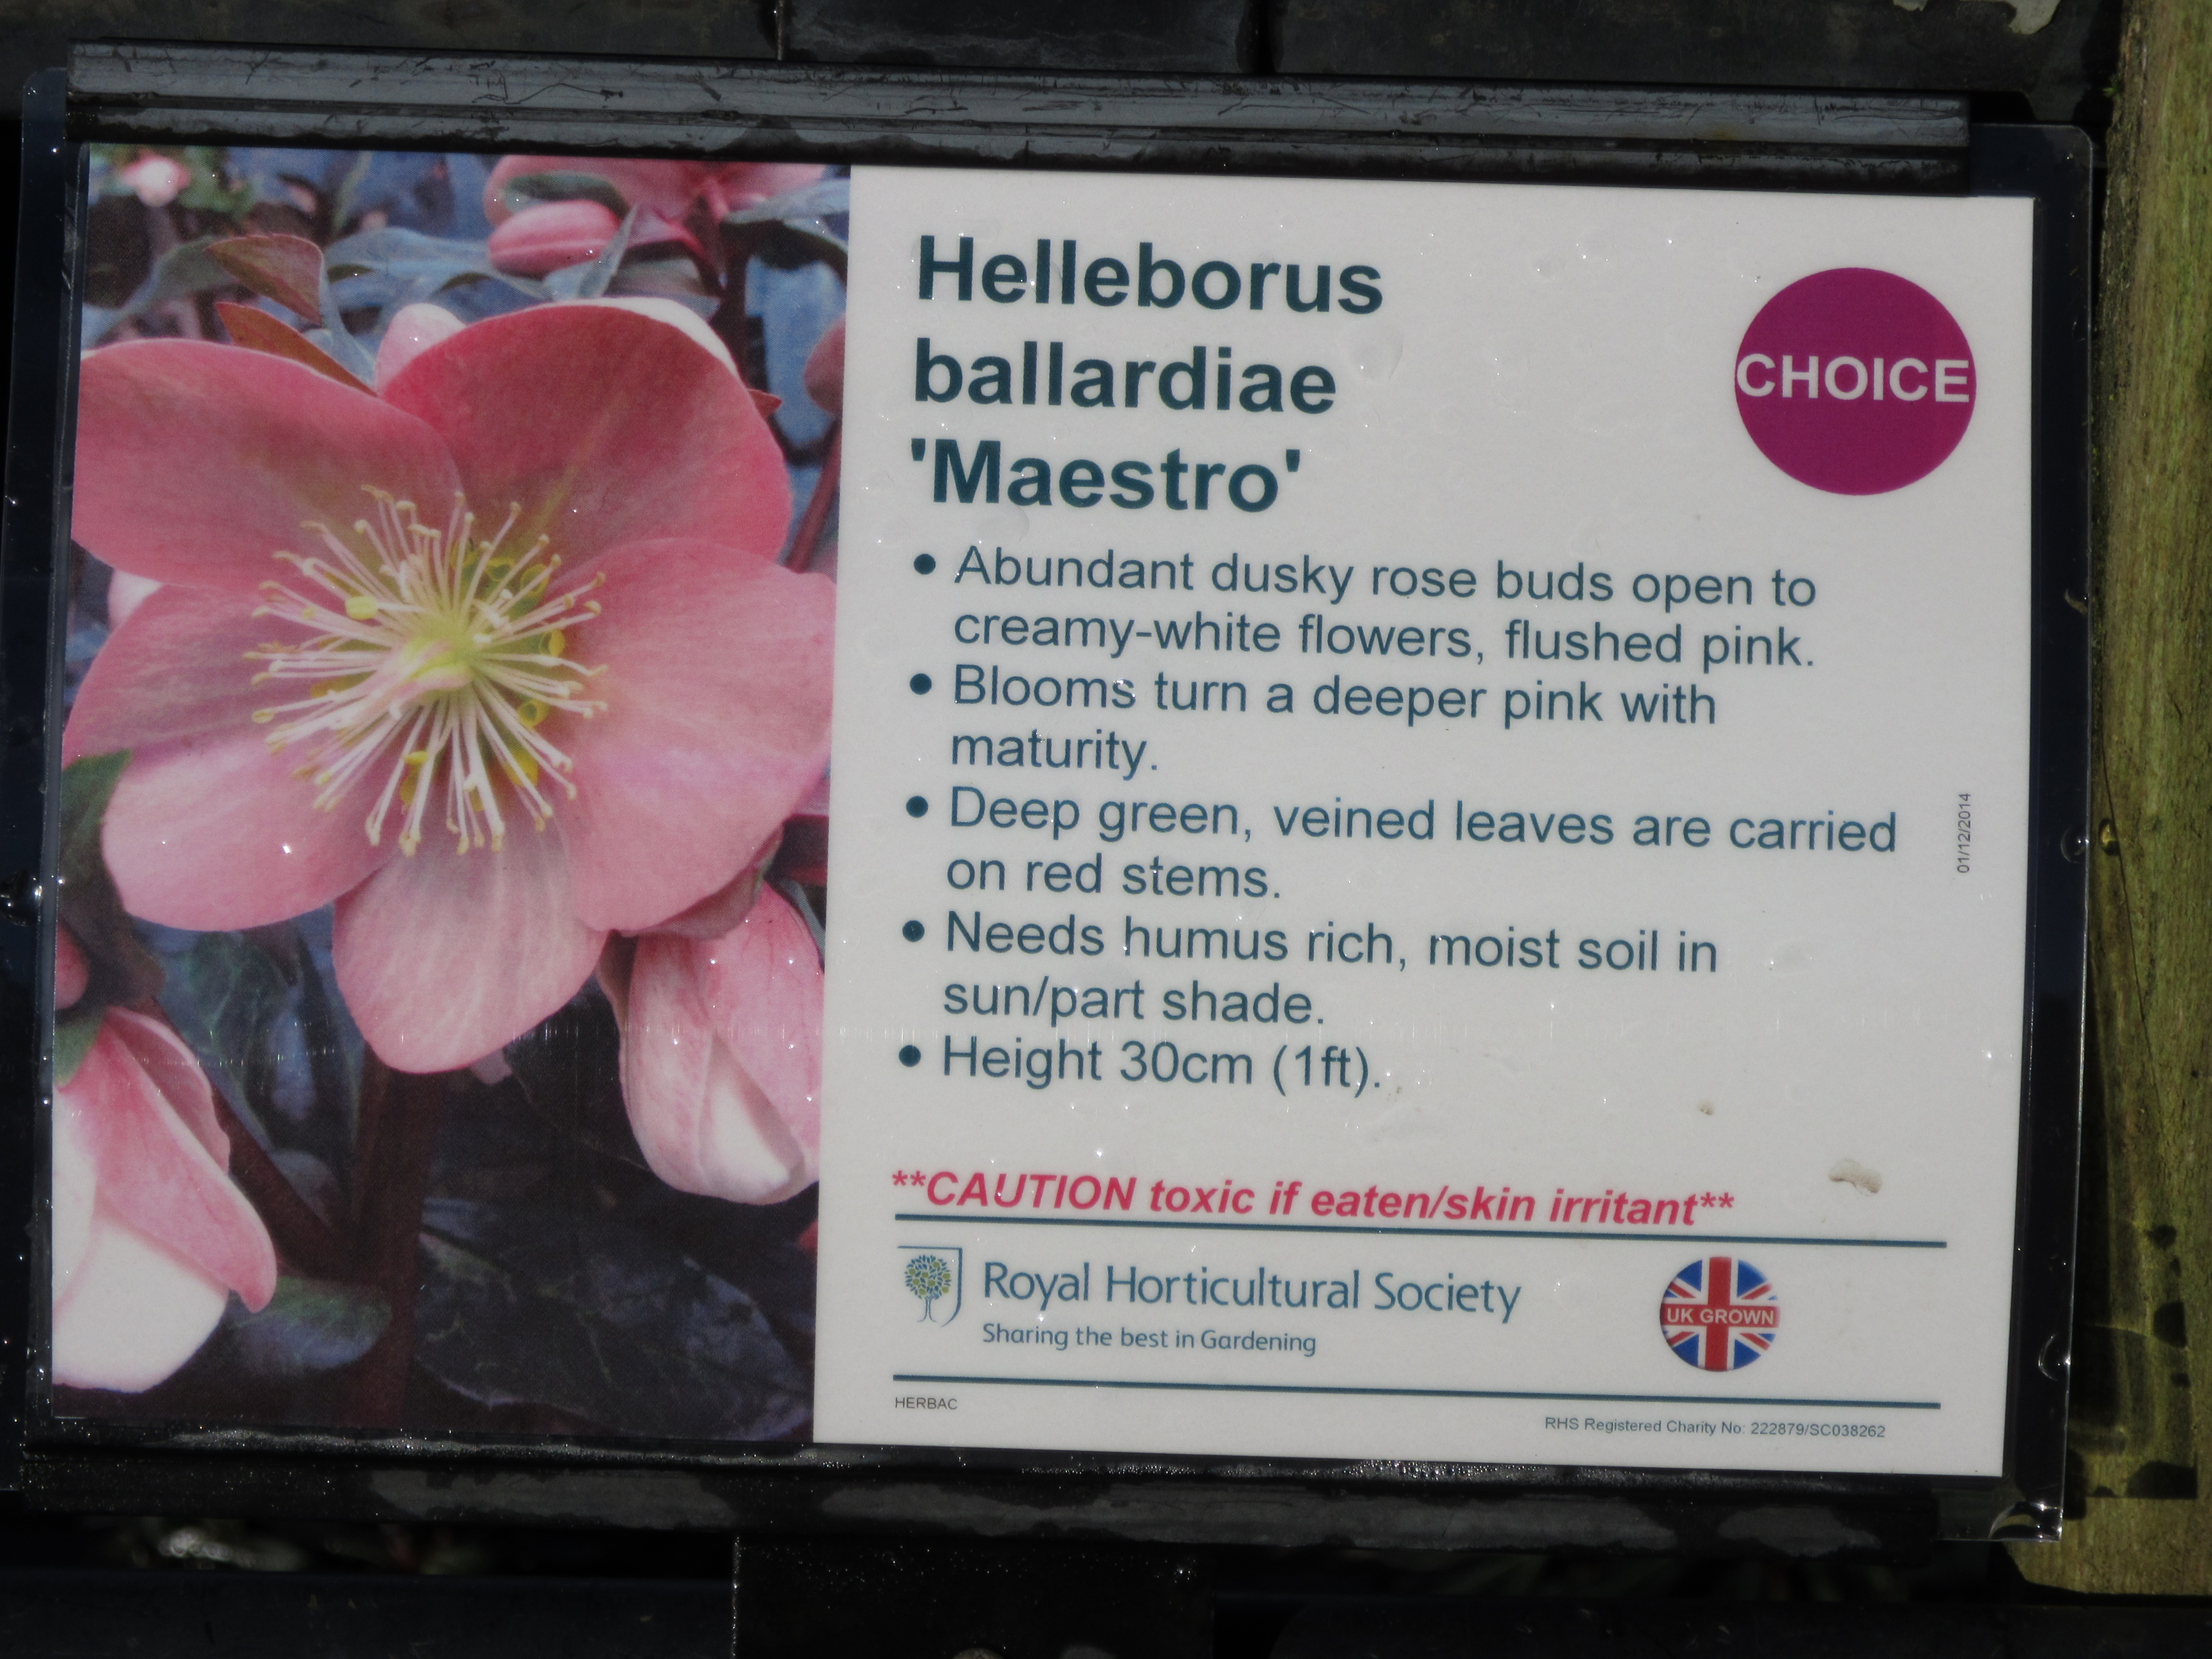 Helleborus
ballardiae
'Maestro'
CHOICE
• Abundant dusky rose buds open to
creamy-white flowers, flushed pink.
• Blooms turn a deeper pink with
maturity.
• Deep green, veined leaves are carried
on red stems.
• Needs humus rich, moist soil in
sun/part shade.
• Height 30cm (1ft).
01/12/2014
**CAUTION toxic if eaten/skin irritant**
Royal Horticultural Society
Sharing the best in Gardening
UK GROWN
HERBAC
RHS Registered Charity No: 222879/SC038262